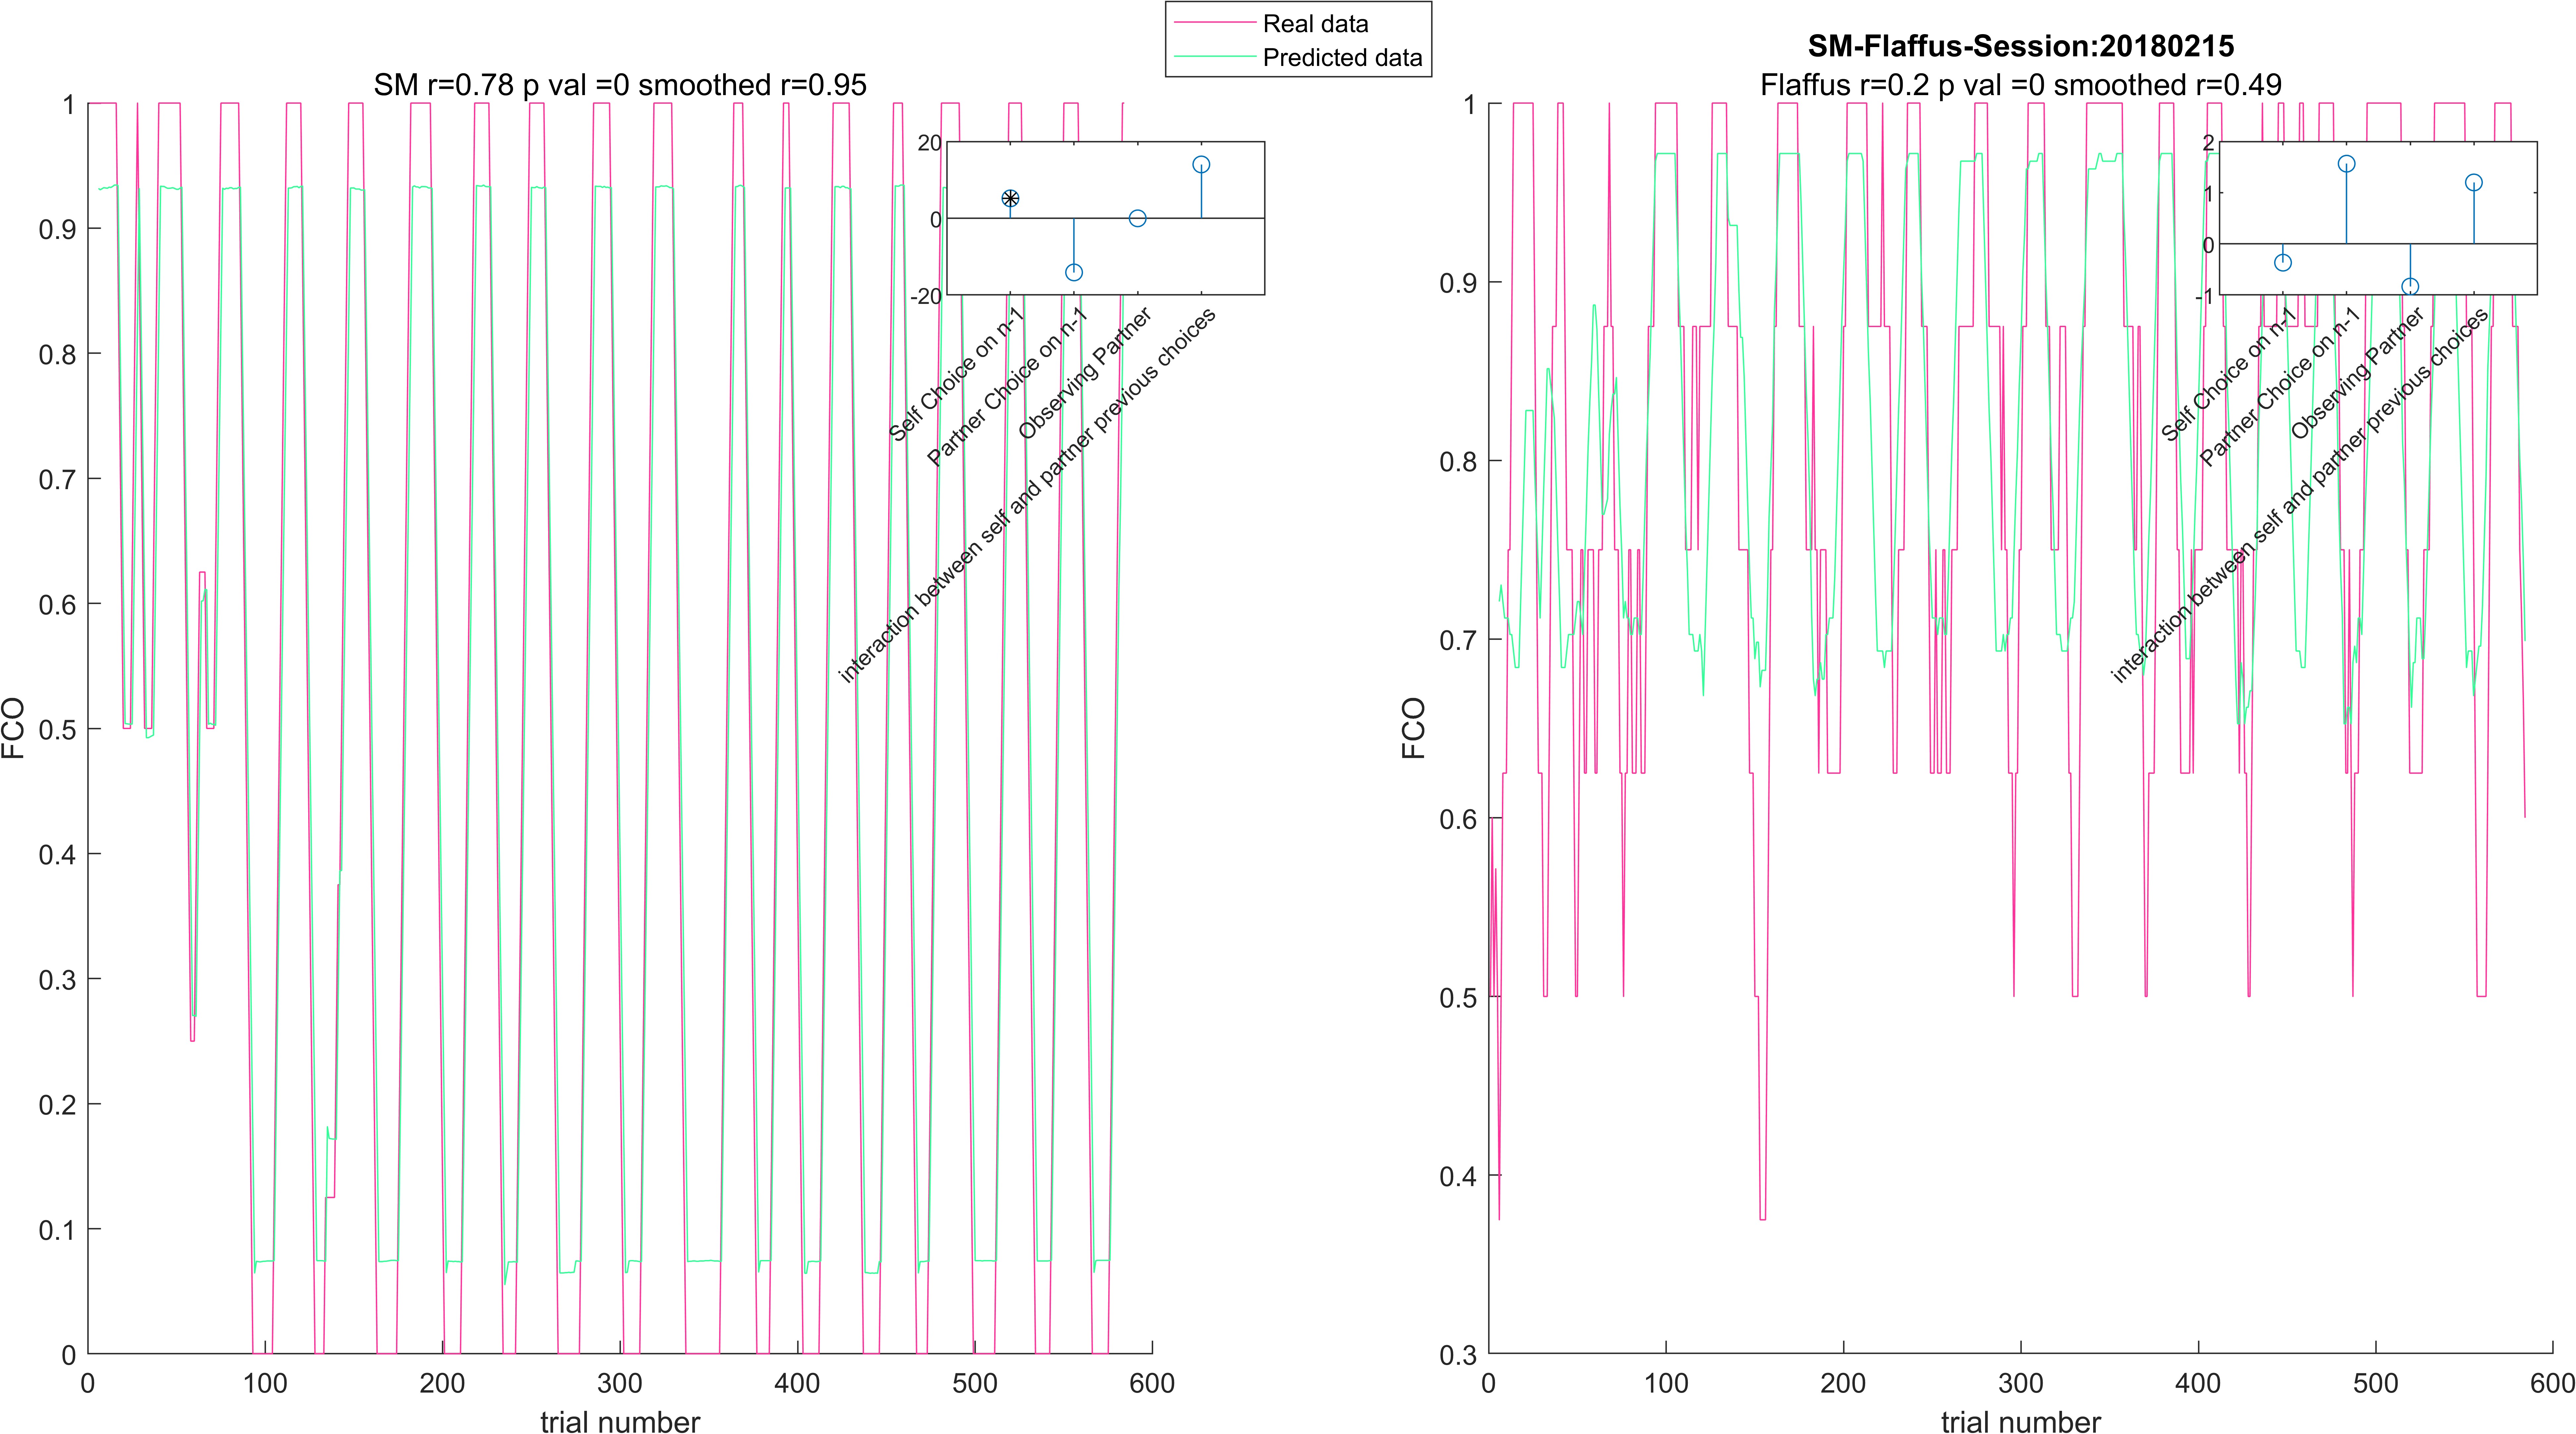 Real data
Predicted data
SM r=0.78 p val =0 smoothed r=0.95
1
0.9
0.8
0.7
0.6
0.5
0.4
0.3
0.2
0.1
0
FCO
0
100
200
300
400
500
600
trial number
20
0
-20
Self Choice on n-1
Partner Choice on n-1
Observing Partner
interaction between self and partner previous choices
SM-Flaffus-Session:20180215
Flaffus r=0.2 p val =0 smoothed r=0.49
1
0.9
0.8
0.7
0.6
0.5
0.4
0.3
FCO
0
100
200
300
400
500
600
trial number
2
1
0
-1
Self Choice on n-1
Partner Choice on n-1
Observing Partner
interaction between self and partner previous choices